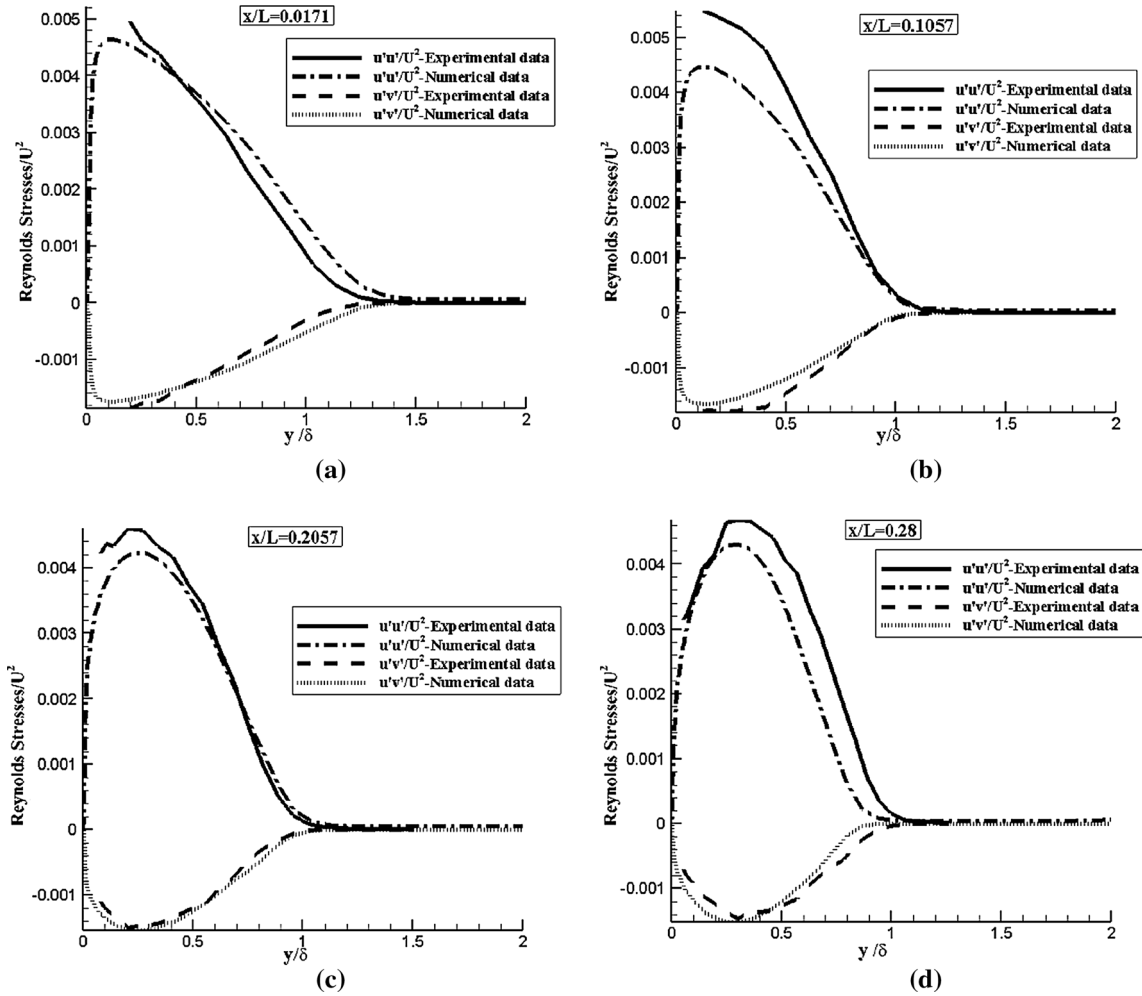 x/L=0.0171
0.005
0.004
0.003
0.002
0.001
0
-0.001
Reynolds Stresses/U²
u'u'/U²-Experimental data
u'u'/U²-Numerical data
u'v'/U²-Experimental data
u'v'/U²-Numerical data
0
0.5
1
1.5
2
y/δ
(a)
x/L=0.1057
0.005
0.004
0.003
0.002
0.001
0
-0.001
Reynolds Stresses/U²
u'u'/U²-Experimental data
u'u'/U²-Numerical data
u'v'/U²-Experimental data
u'v'/U²-Numerical data
0
0.5
1
1.5
2
y/δ
(b)
x/L=0.2057
0.004
0.003
0.002
0.001
0
-0.001
Reynolds Stresses/U²
u'u'/U²-Experimental data
u'u'/U²-Numerical data
u'v'/U²-Experimental data
u'v'/U²-Numerical data
0
0.5
1
1.5
2
y/δ
(c)
x/L=0.28
0.004
0.003
0.002
0.001
0
-0.001
Reynolds Stresses/U²
u'u'/U²-Experimental data
u'u'/U²-Numerical data
u'v'/U²-Experimental data
u'v'/U²-Numerical data
0
0.5
1
1.5
2
y/δ
(d)